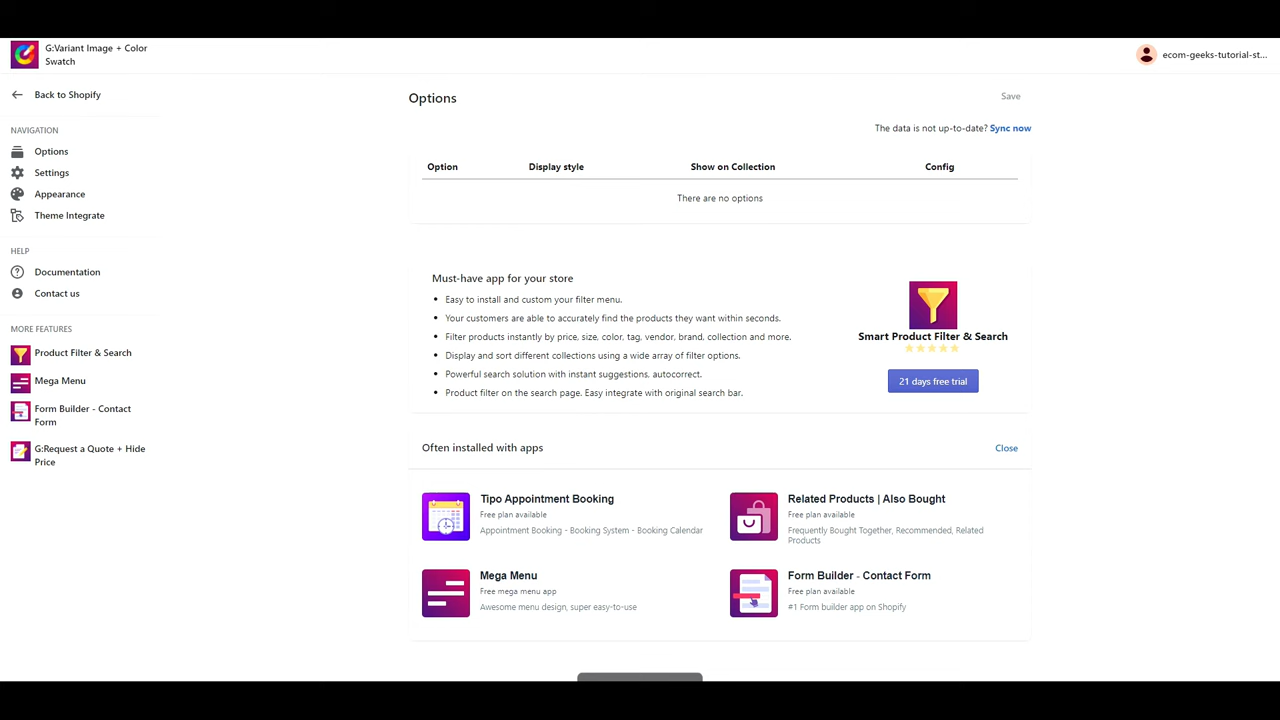 G:Variant Image + Color
Swatch
ecom-geeks-tutorial-st...
Back to Shopify
NAVIGATION
Options
Settings
Appearance
Theme Integrate
HELP
Documentation
Contact us
MORE FEATURES
Product Filter & Search
Mega Menu
Form Builder - Contact
Form
G:Request a Quote + Hide
Price
Options
Save
The data is not up-to-date? Sync now
Option Display style Show on Collection Config
There are no options
Must-have app for your store
• Easy to install and custom your filter menu.
• Your customers are able to accurately find the products they want within seconds.
• Filter products instantly by price, size, color, tag, vendor, brand, collection and more.
• Display and sort different collections using a wide array of filter options.
• Powerful search solution with instant suggestions, autocorrect.
• Product filter on the search page. Easy integrate with original search bar.
Smart Product Filter & Search
21 days free trial
Often installed with apps
Close
Tipo Appointment Booking
Free plan available
Appointment Booking - Booking System - Booking Calendar
Related Products | Also Bought
Free plan available
Frequently Bought Together, Recommended, Related
Products
Mega Menu
Free mega menu app
Awesome menu design, super easy-to-use
Form Builder - Contact Form
Free plan available
#1 Form builder app on Shopify